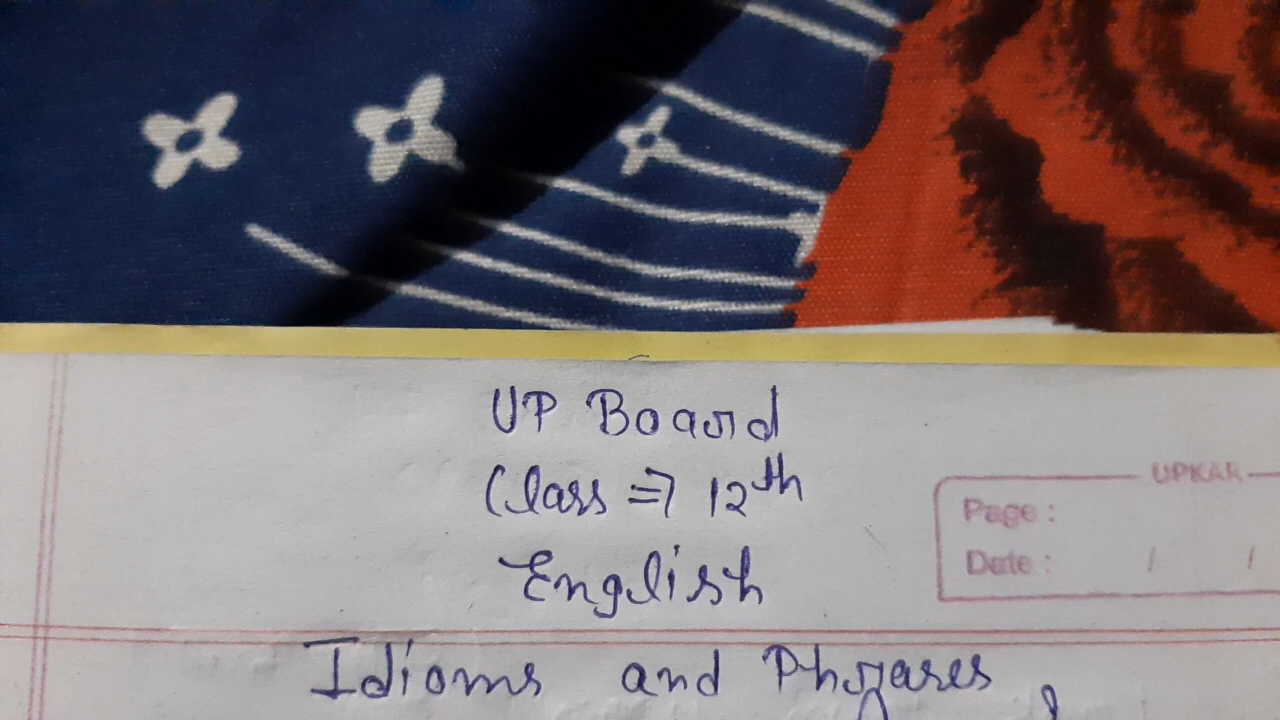 UP Board
Class => 12th
UPKAR
Page :
English
Date : / /
Idioms and Phrases